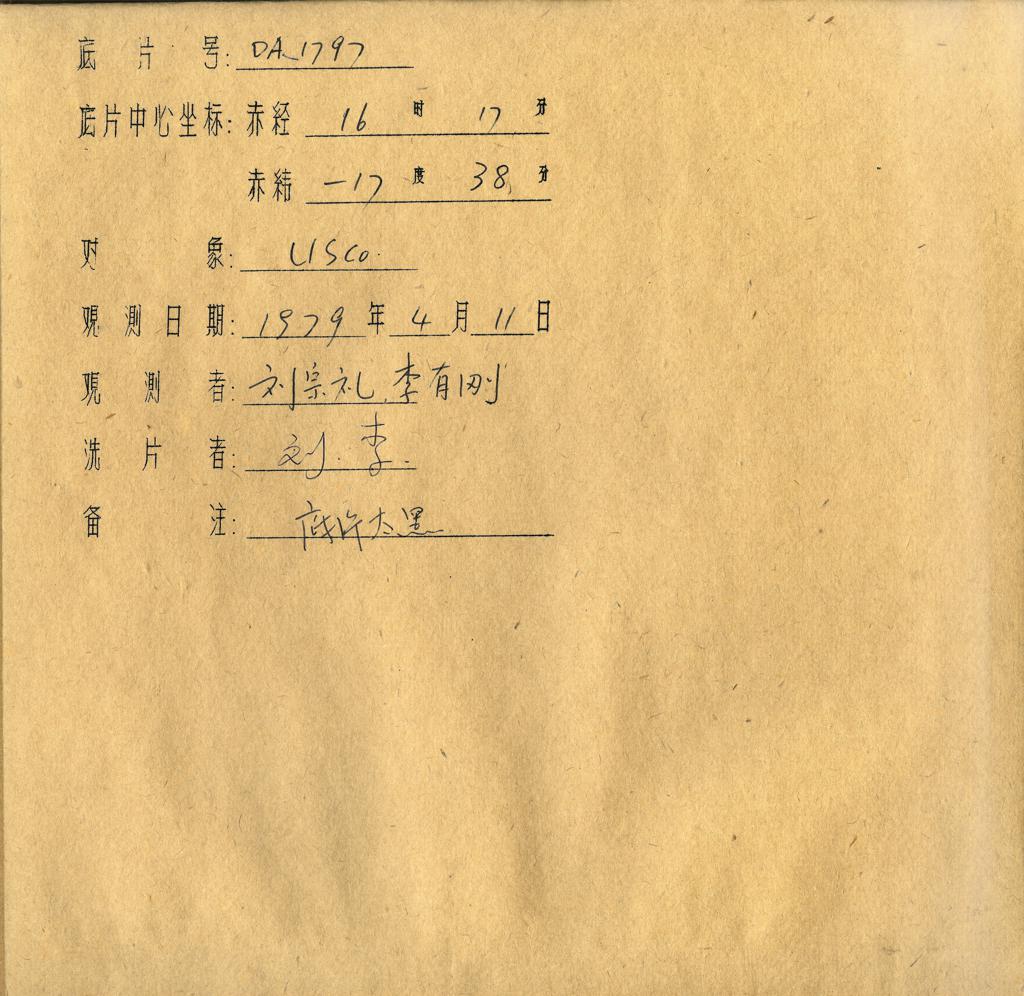 底片号: DA1797
底片中心坐标: 赤经 16 时 17 分
赤纬 -17 度 38 分
对象: USco.
观测日期: 1979 年 4 月 11 日
观测者: 刘宗礼, 李有刚
洗片者: 刘. 李.
备注: 底片太黑